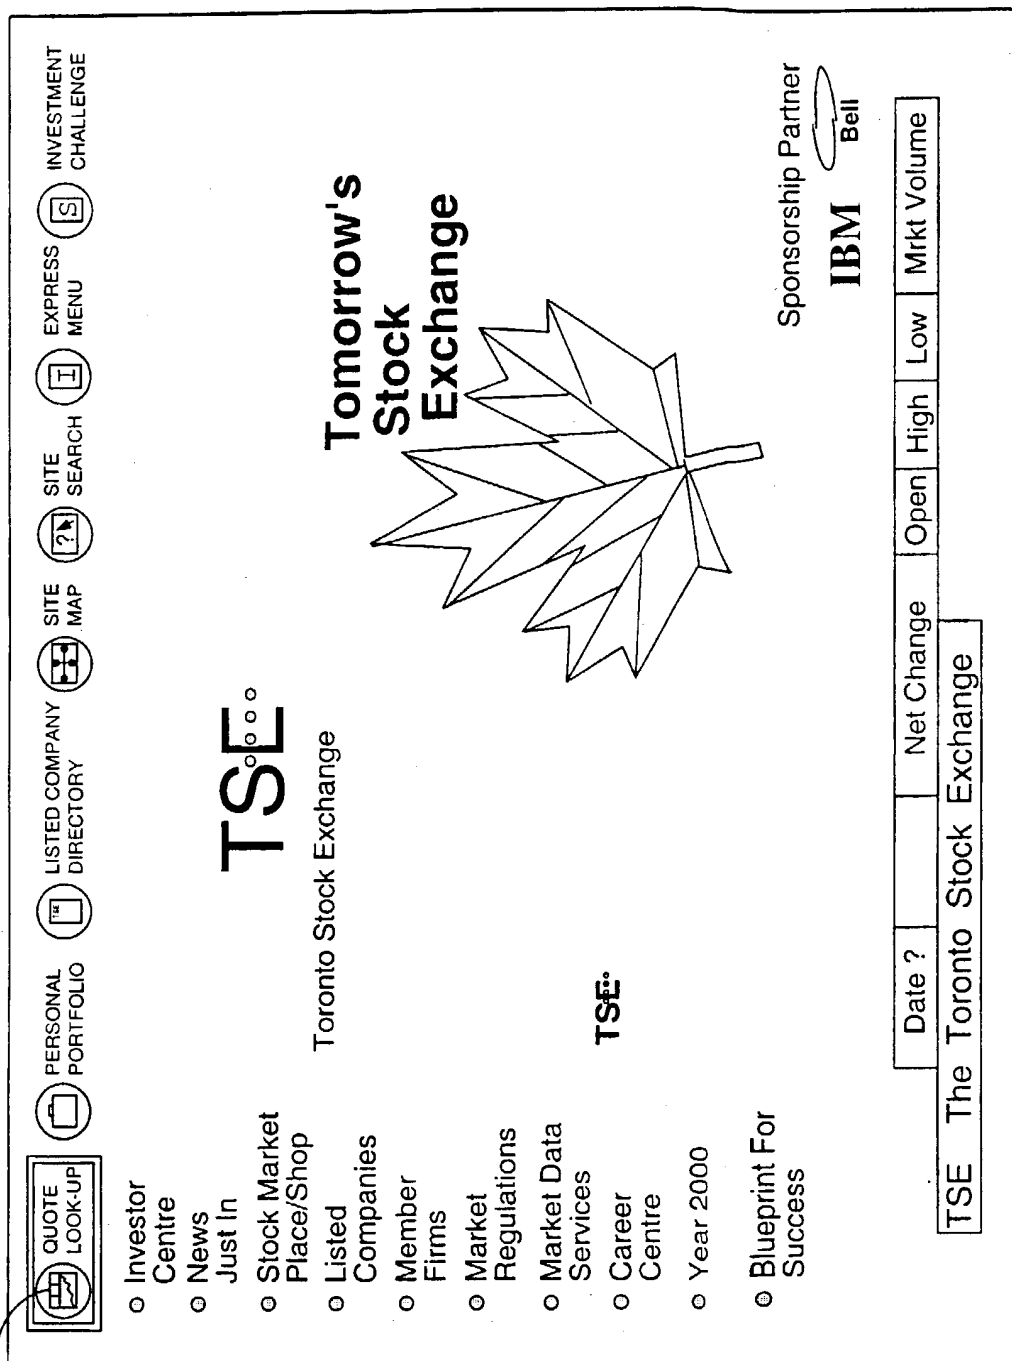 QUOTE
LOOK-UP
PERSONAL
PORTFOLIO
TSE
LISTED COMPANY
DIRECTORY
SITE
MAP
?
SITE
SEARCH
I
EXPRESS
MENU
S
INVESTMENT
CHALLENGE
Investor
Centre
News
Just In
Stock Market
Place/Shop
Listed
Companies
Member
Firms
Market
Regulations
Market Data
Services
Career
Centre
Year 2000
Blueprint For
Success
TSE
Toronto Stock Exchange
Tomorrow's
Stock
Exchange
TSE
Sponsorship Partner
IBM
Bell
Date ? Net Change Open High Low Mrkt Volume
TSE The Toronto Stock Exchange